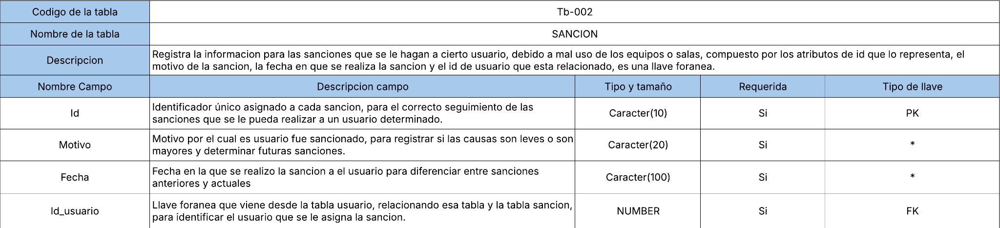 Codigo de la tabla
Tb-002
Nombre de la tabla
SANCION
Descripcion
Registra la informacion para las sanciones que se le hagan a cierto usuario, debido a mal uso de los equipos o salas, compuesto por los atributos de id que lo representa, el
motivo de la sancion, la fecha en que se realiza la sancion y el id de usuario que esta relacionado, es una llave foranea.
Nombre Campo
Descripcion campo
Tipo y tamaño
Requerida
Tipo de llave
Id
Identificador único asignado a cada sancion, para el correcto seguimiento de las
sanciones que se le pueda realizar a un usuario determinado.
Caracter(10)
Si
PK
Motivo
Motivo por el cual es usuario fue sancionado, para registrar si las causas son leves o son
mayores y determinar futuras sanciones.
Caracter(20)
Si
*
Fecha
Fecha en la que se realizo la sancion a el usuario para diferenciar entre sanciones
anteriores y actuales
Caracter(100)
Si
*
Id_usuario
Llave foranea que viene desde la tabla usuario, relacionando esa tabla y la tabla sancion,
para identificar el usuario que se le asigna la sancion.
NUMBER
Si
FK